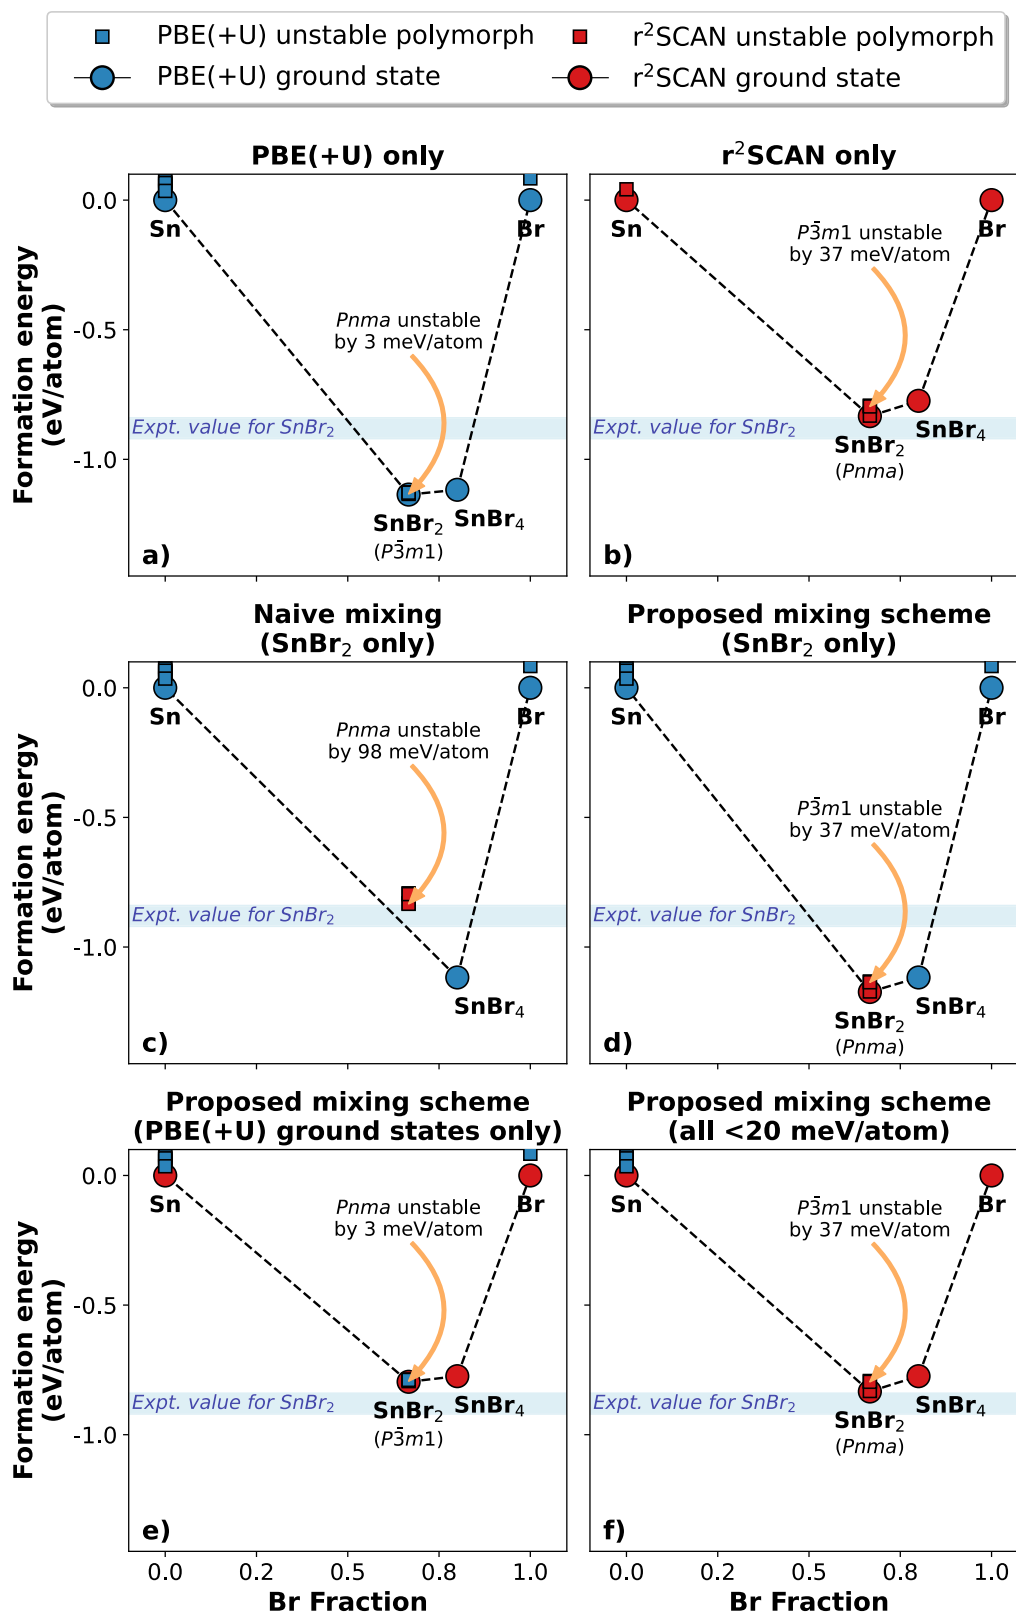 PBE(+U) unstable polymorph
r²SCAN unstable polymorph
PBE(+U) ground state
r²SCAN ground state
PBE(+U) only
r²SCAN only
Formation energy
(eV/atom)
0.0
-0.5
-1.0
Sn
Br
Pnma unstable
by 3 meV/atom
Expt. value for SnBr₂
SnBr₂
(P3̄m1)
SnBr₄
a)
Sn
Br
P3̄m1 unstable
by 37 meV/atom
Expt. value for SnBr₂
SnBr₂
(Pnma)
SnBr₄
b)
Naive mixing
(SnBr₂ only)
Proposed mixing scheme
(SnBr₂ only)
Formation energy
(eV/atom)
0.0
-0.5
-1.0
Sn
Br
Pnma unstable
by 98 meV/atom
Expt. value for SnBr₂
SnBr₄
c)
Sn
Br
P3̄m1 unstable
by 37 meV/atom
Expt. value for SnBr₂
SnBr₂
(Pnma)
SnBr₄
d)
Proposed mixing scheme
(PBE(+U) ground states only)
Proposed mixing scheme
(all <20 meV/atom)
Formation energy
(eV/atom)
0.0
-0.5
-1.0
Sn
Br
Pnma unstable
by 3 meV/atom
Expt. value for SnBr₂
SnBr₂
(P3̄m1)
SnBr₄
e)
0.0 0.2 0.5 0.8 1.0
Br Fraction
Sn
Br
P3̄m1 unstable
by 37 meV/atom
Expt. value for SnBr₂
SnBr₂
(Pnma)
SnBr₄
f)
0.0 0.2 0.5 0.8 1.0
Br Fraction